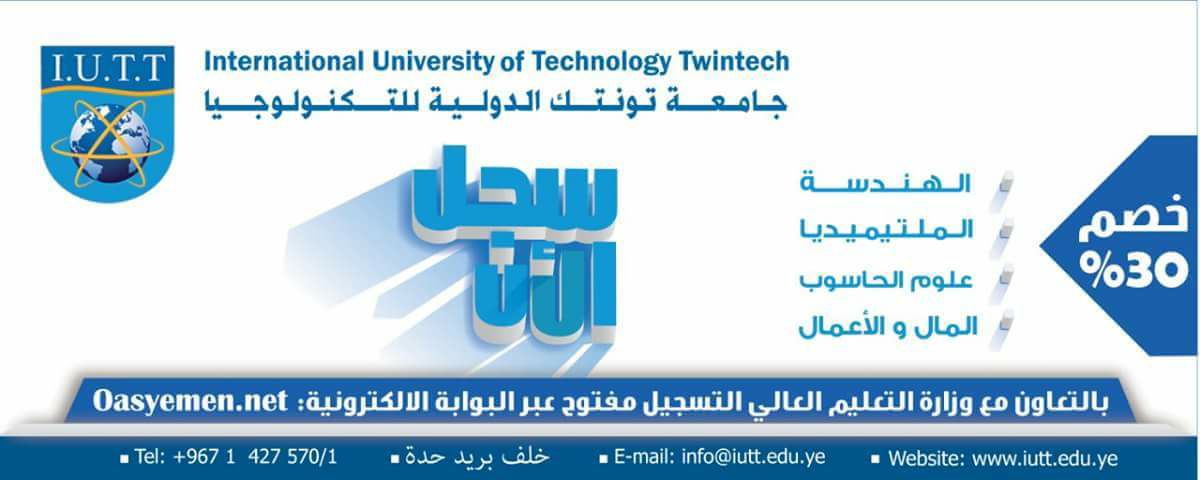 I.U.T.T
International University of Technology Twintech
جامعة تونتك الدولية للتكنولوجيا
سجل
الأن
الهندسة
الملتيميديا
علوم الحاسوب
المال و الأعمال
خصم
30%
بالتعاون مع وزارة التعليم العالي التسجيل مفتوح عبر البوابة الالكترونية: Oasyemen.net
▪ Tel: +967 1 427 570/1 ▪ خلف بريد حدة ▪ E-mail: info@iutt.edu.ye ▪ Website: www.iutt.edu.ye